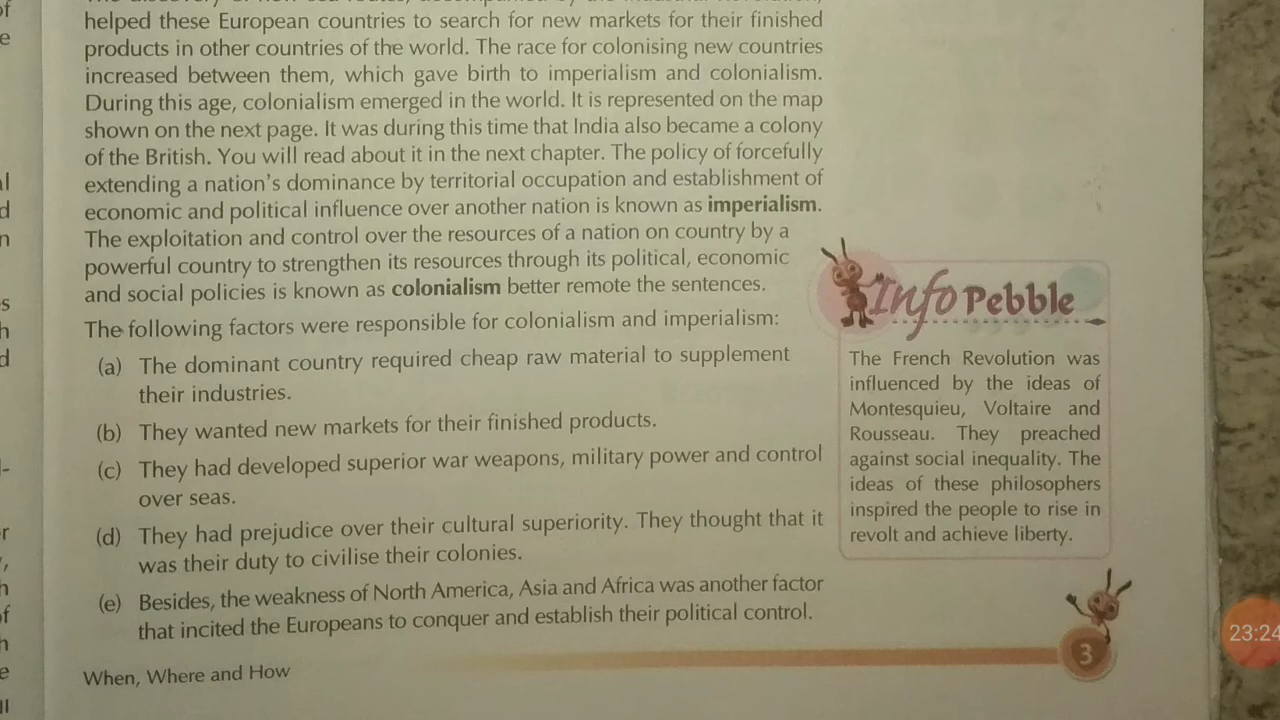 helped these European countries to search for new markets for their finished
products in other countries of the world. The race for colonising new countries
increased between them, which gave birth to imperialism and colonialism.
During this age, colonialism emerged in the world. It is represented on the map
shown on the next page. It was during this time that India also became a colony
of the British. You will read about it in the next chapter. The policy of forcefully
extending a nation's dominance by territorial occupation and establishment of
economic and political influence over another nation is known as imperialism.
The exploitation and control over the resources of a nation on country by a
powerful country to strengthen its resources through its political, economic
and social policies is known as colonialism better remote the sentences.
The following factors were responsible for colonialism and imperialism:
(a) The dominant country required cheap raw material to supplement
their industries.
(b) They wanted new markets for their finished products.
(c) They had developed superior war weapons, military power and control
over seas.
(d) They had prejudice over their cultural superiority. They thought that it
was their duty to civilise their colonies.
(e) Besides, the weakness of North America, Asia and Africa was another factor
that incited the Europeans to conquer and establish their political control.
Info Pebble
The French Revolution was
influenced by the ideas of
Montesquieu, Voltaire and
Rousseau. They preached
against social inequality. The
ideas of these philosophers
inspired the people to rise in
revolt and achieve liberty.
When, Where and How
3
23:24